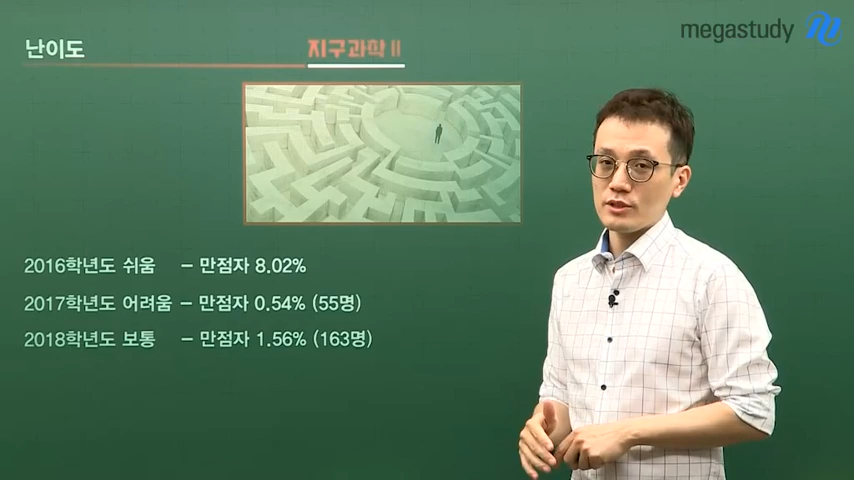 megastudy
난이도
지구과학 II
2016학년도 쉬움 - 만점자 8.02%
2017학년도 어려움 - 만점자 0.54% (55명)
2018학년도 보통 - 만점자 1.56% (163명)